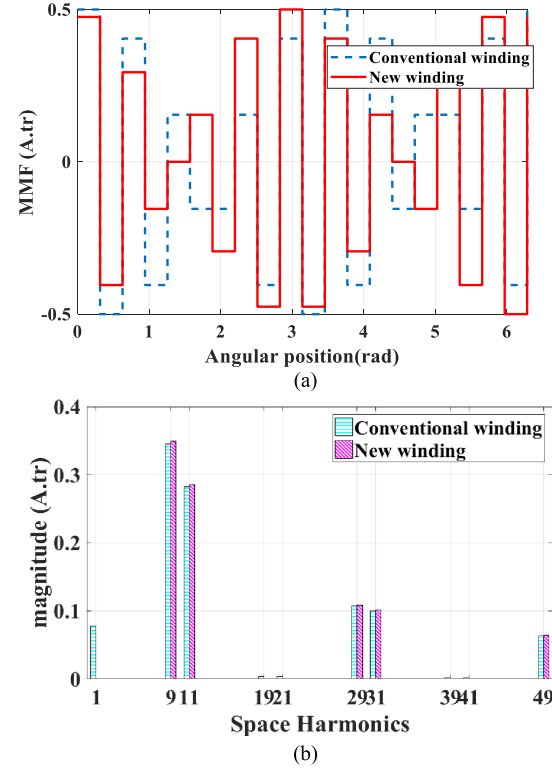 0.5
Conventional winding
New winding
0
-0.5
MMF (A.tr)
0 1 2 3 4 5 6
Angular position(rad)
(a)
0.4
Conventional winding
New winding
0.3
0.2
0.1
0
magnitude (A.tr)
1 9 11 19 21 29 31 39 41 49
Space Harmonics
(b)